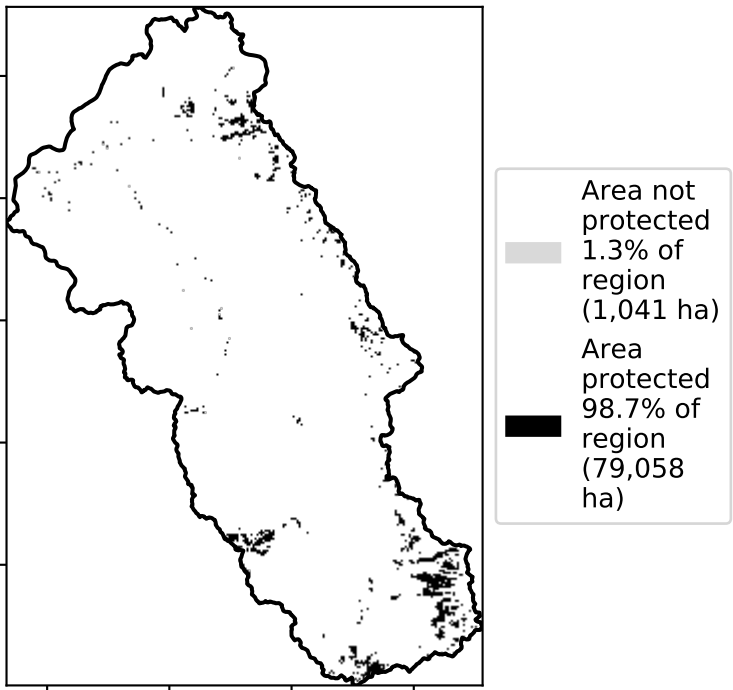 Area not
protected
1.3% of
region
(1,041 ha)
Area
protected
98.7% of
region
(79,058
ha)